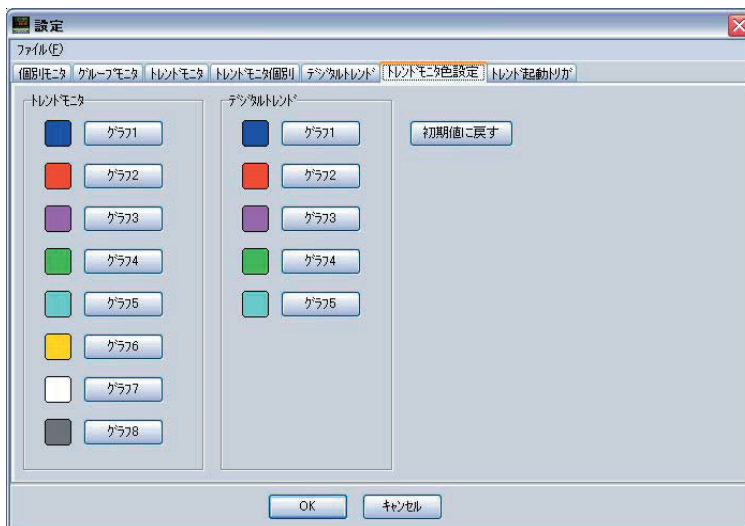 設定
ﾌｧｲﾙ(F)
個別ﾓﾆﾀ ｸﾞﾙｰﾌﾟﾓﾆﾀ ﾄﾚﾝﾄﾞﾓﾆﾀ ﾄﾚﾝﾄﾞﾓﾆﾀ個別 ﾃﾞｼﾞﾀﾙﾄﾚﾝﾄﾞ ﾄﾚﾝﾄﾞﾓﾆﾀ色設定 ﾄﾚﾝﾄﾞ起動ﾄﾘｶﾞ
ﾄﾚﾝﾄﾞﾓﾆﾀ ﾃﾞｼﾞﾀﾙﾄﾚﾝﾄﾞ
ｸﾞﾗﾌ1 ｸﾞﾗﾌ1 初期値に戻す
ｸﾞﾗﾌ2 ｸﾞﾗﾌ2
ｸﾞﾗﾌ3 ｸﾞﾗﾌ3
ｸﾞﾗﾌ4 ｸﾞﾗﾌ4
ｸﾞﾗﾌ5 ｸﾞﾗﾌ5
ｸﾞﾗﾌ6
ｸﾞﾗﾌ7
ｸﾞﾗﾌ8
OK ｷｬﾝｾﾙ